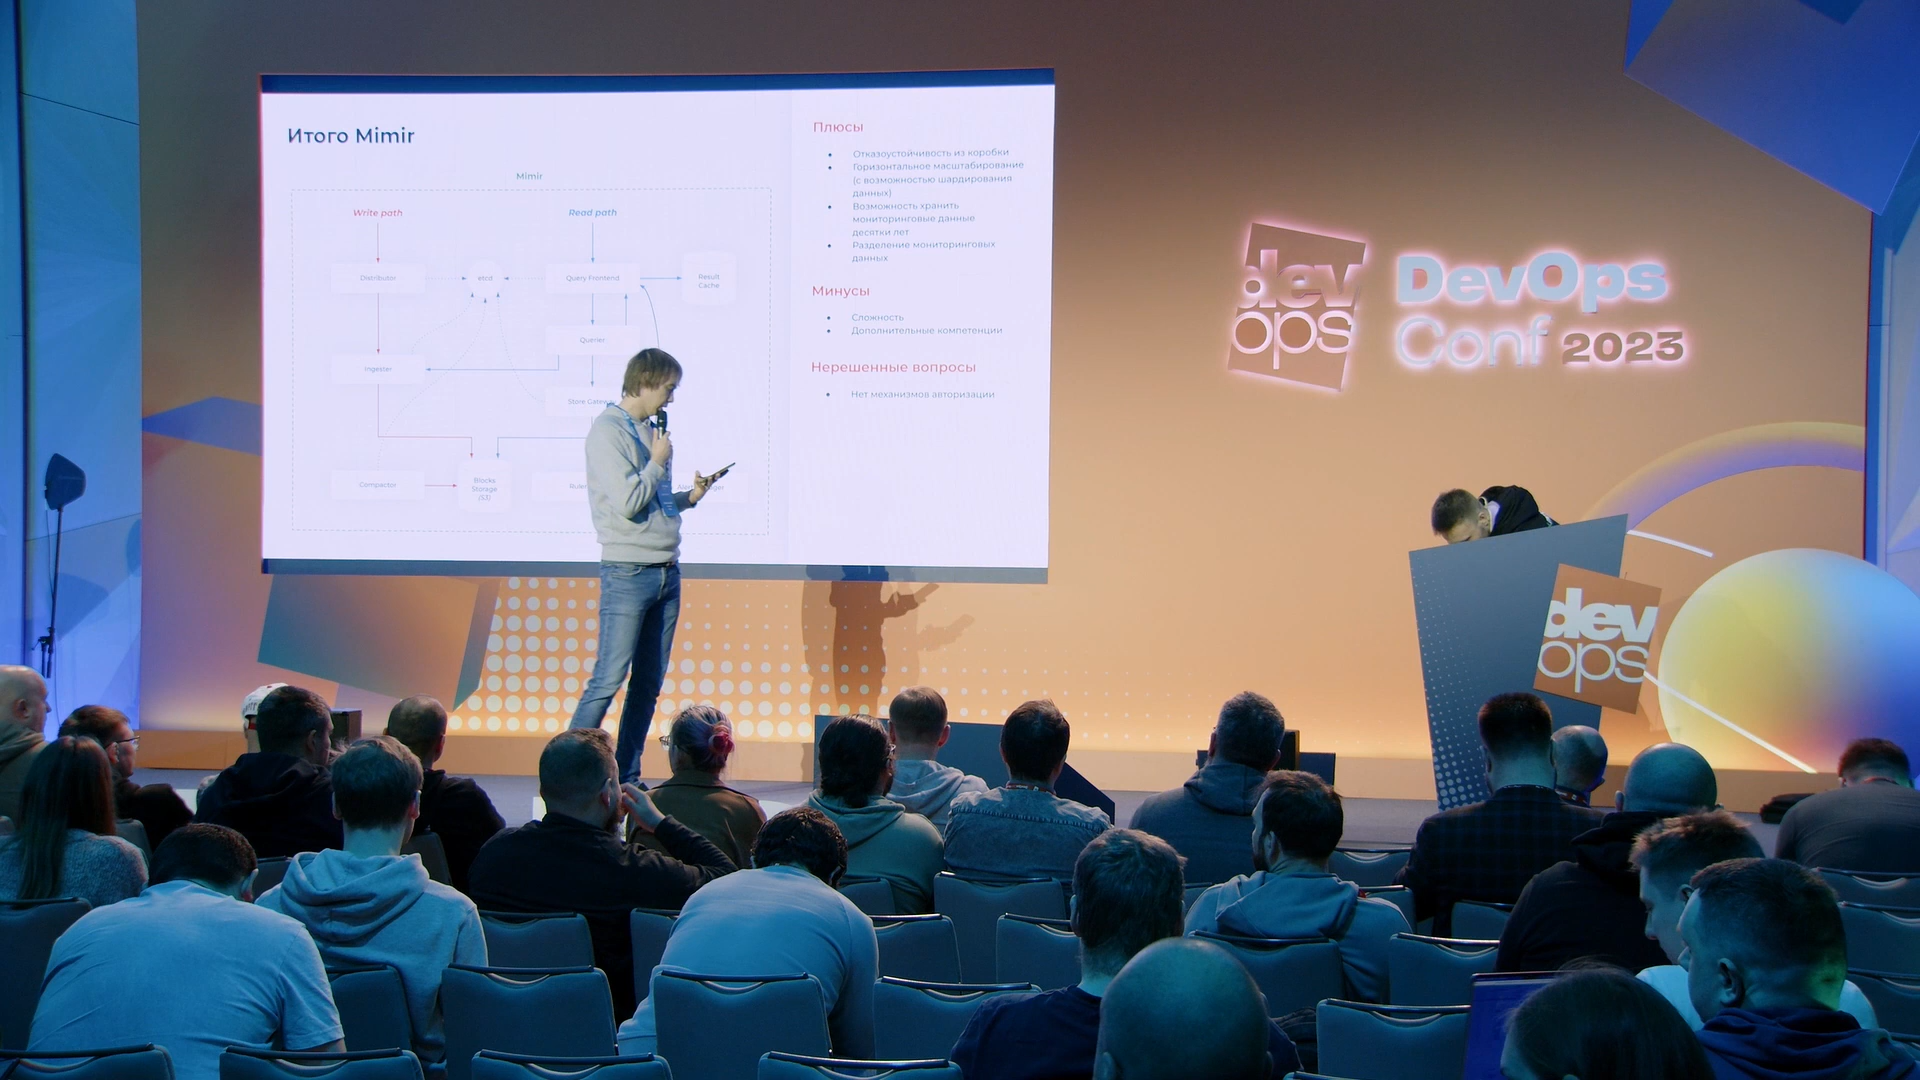 Итого Mimir
Mimir
Write path
Read path
Distributor
etcd
Query Frontend
Result
Cache
Querier
Ingester
Store Gateway
Compactor
Blocks
Storage
(S3)
Ruler
Плюсы
Отказоустойчивость из коробки
Горизонтальное масштабирование
(с возможностью шардирования
данных)
Возможность хранить
мониторинговые данные
десятки лет
Разделение мониторинговых
данных
Минусы
Сложность
Дополнительные компетенции
Нерешенные вопросы
Нет механизмов авторизации
dev
ops
DevOps
Conf 2023
dev
ops